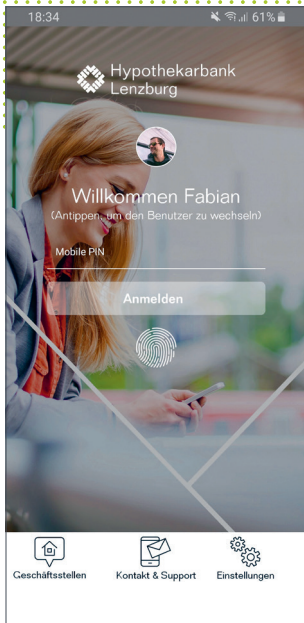 18:34 61%
Hypothekarbank
Lenzburg
Willkommen Fabian
(Antippen, um den Benutzer zu wechseln)
Mobile PIN
Anmelden
Geschäftsstellen Kontakt & Support Einstellungen